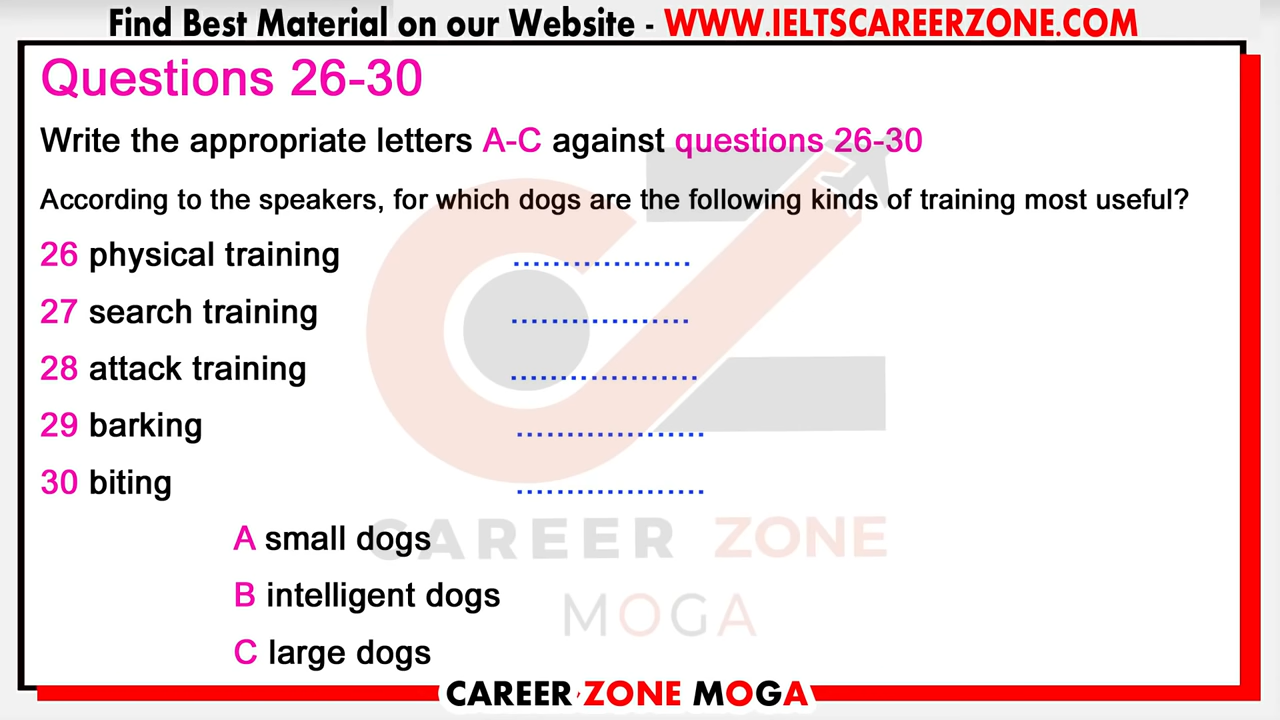 Find Best Material on our Website - WWW.IELTSCAREERZONE.COM
Questions 26-30
Write the appropriate letters A-C against questions 26-30
According to the speakers, for which dogs are the following kinds of training most useful?
26 physical training ..................
27 search training ..................
28 attack training ...................
29 barking ...................
30 biting ...................
A small dogs
CAREER ZONE
B intelligent dogs
MOGA
C large dogs
CAREER ZONE MOGA